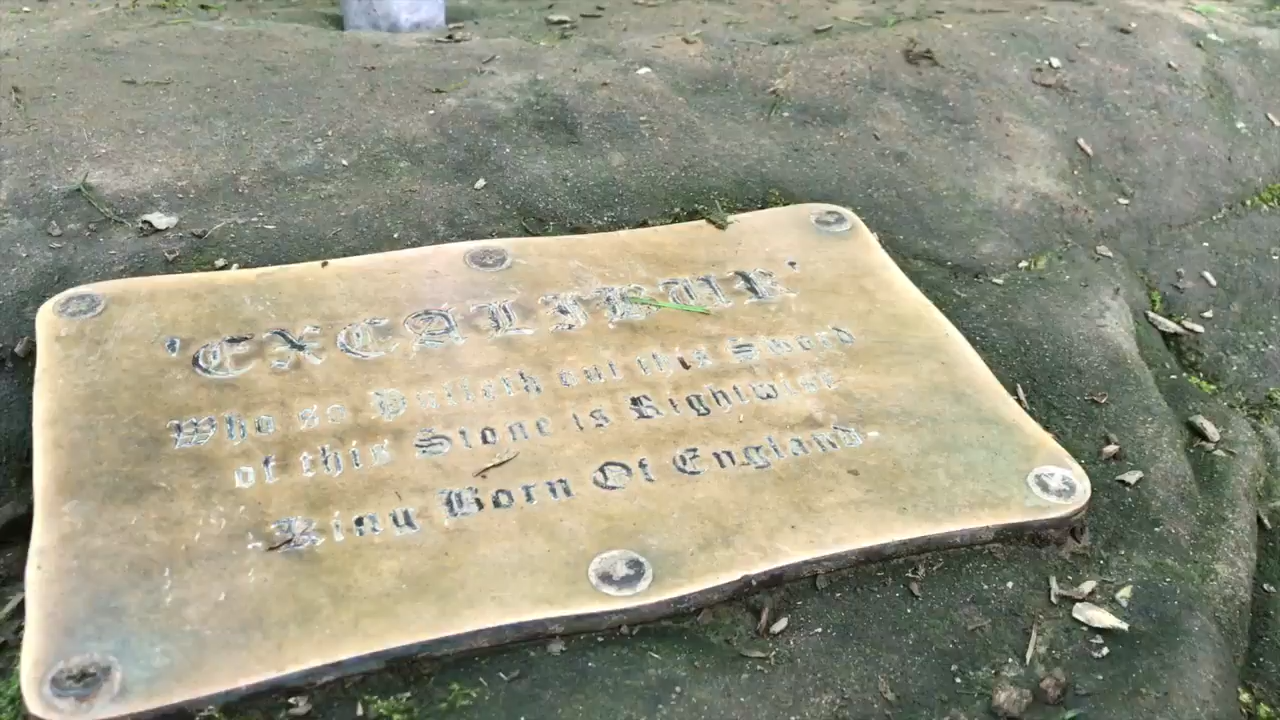 'EXCALIBUR'
Who so Pulleth out this Sword
of this Stone is Rightwise
King Born Of England